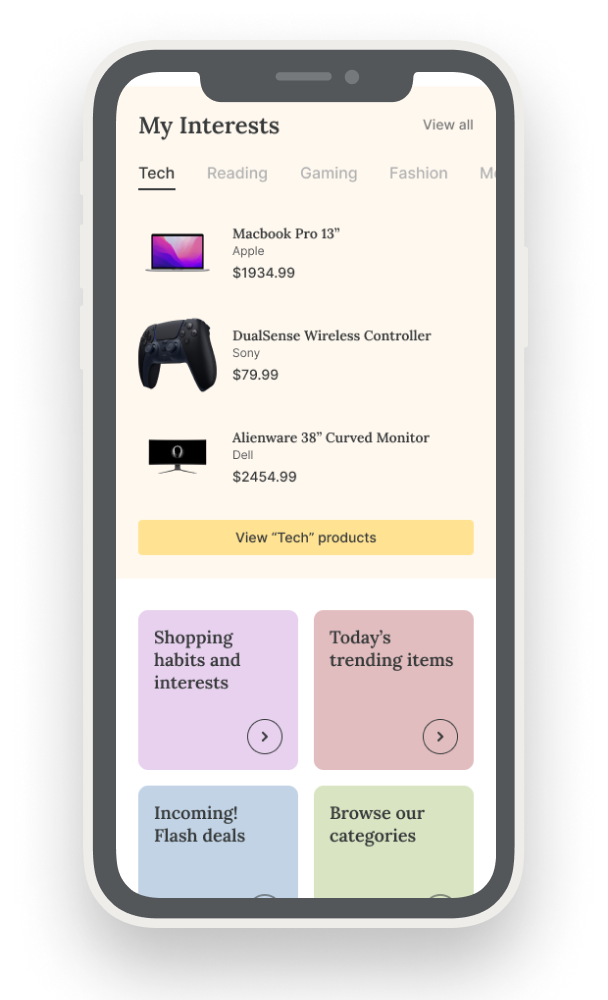 My Interests
View all
Tech Reading Gaming Fashion
Macbook Pro 13”
Apple
$1934.99
DualSense Wireless Controller
Sony
$79.99
Alienware 38” Curved Monitor
Dell
$2454.99
View “Tech” products
Shopping
habits and
interests
Today’s
trending items
Incoming!
Flash deals
Browse our
categories